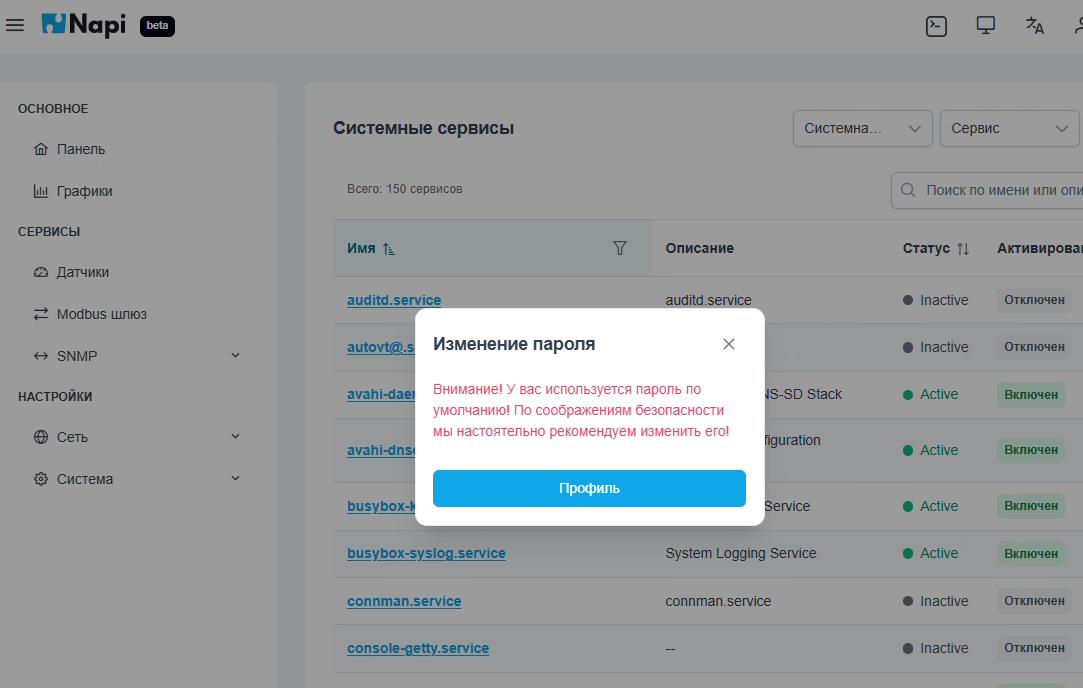 Napi beta
ОСНОВНОЕ
Панель
Графики
СЕРВИСЫ
Датчики
Modbus шлюз
SNMP
НАСТРОЙКИ
Сеть
Система
Системные сервисы
Системна...
Сервис
Всего: 150 сервисов
Поиск по имени или опи
Имя Описание Статус Активирован
auditd.service auditd.service Inactive Отключен
autovt@.s Inactive Отключен
avahi-daem NS-SD Stack Active Включен
avahi-dnsc figuration Active Включен
busybox-k Service Active Включен
busybox-syslog.service System Logging Service Active Включен
connman.service connman.service Inactive Отключен
console-getty.service -- Inactive Отключен
Изменение пароля
Внимание! У вас используется пароль по
умолчанию! По соображениям безопасности
мы настоятельно рекомендуем изменить его!
Профиль